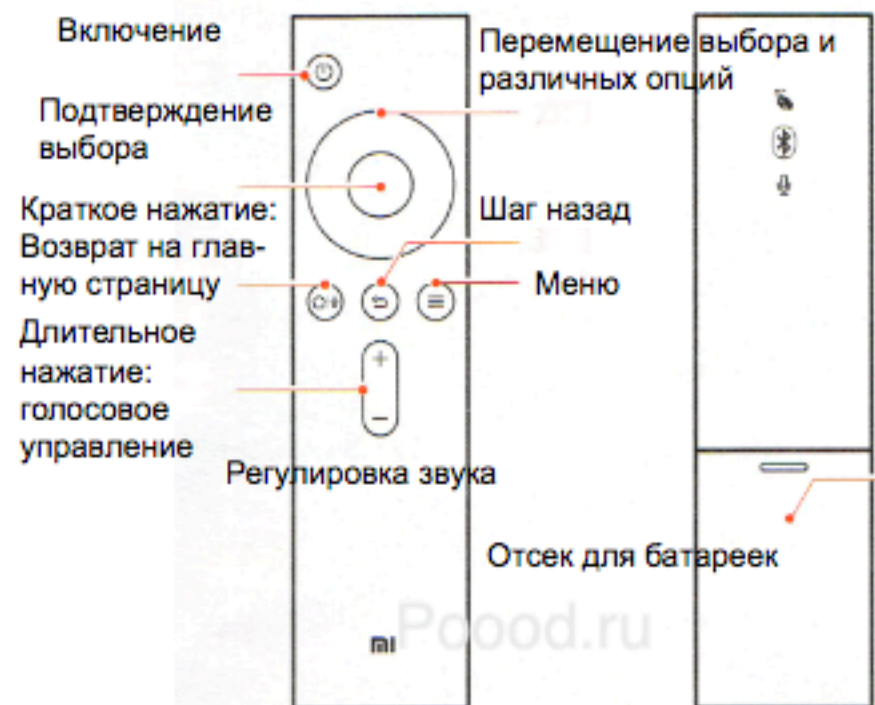 Включение
Перемещение выбора и
различных опций
Подтверждение
выбора
Краткое нажатие:
Возврат на глав-
ную страницу
Шаг назад
Меню
Длительное
нажатие:
голосовое
управление
+
−
Регулировка звука
Отсек для батареек
Poood.ru
mi